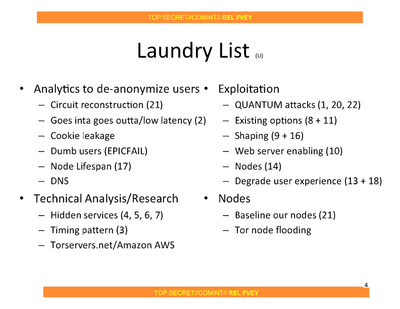 TOP SECRET//COMINT// REL FVEY
Laundry List (U)
• Analytics to de-anonymize users
– Circuit reconstruction (21)
– Goes inta goes outta/low latency (2)
– Cookie leakage
– Dumb users (EPICFAIL)
– Node Lifespan (17)
– DNS
• Technical Analysis/Research
– Hidden services (4, 5, 6, 7)
– Timing pattern (3)
– Torservers.net/Amazon AWS
• Exploitation
– QUANTUM attacks (1, 20, 22)
– Existing options (8 + 11)
– Shaping (9 + 16)
– Web server enabling (10)
– Nodes (14)
– Degrade user experience (13 + 18)
• Nodes
– Baseline our nodes (21)
– Tor node flooding
4
TOP SECRET//COMINT// REL FVEY